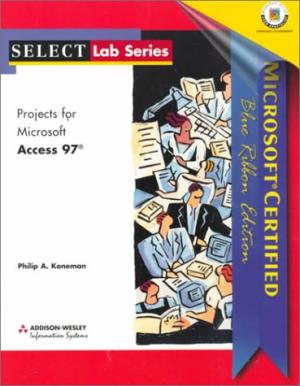 SELECT Lab Series
Projects for
Microsoft
Access 97®
MICROSOFT® CERTIFIED
Blue Ribbon Edition
Philip A. Koneman
ADDISON-WESLEY
Information Systems